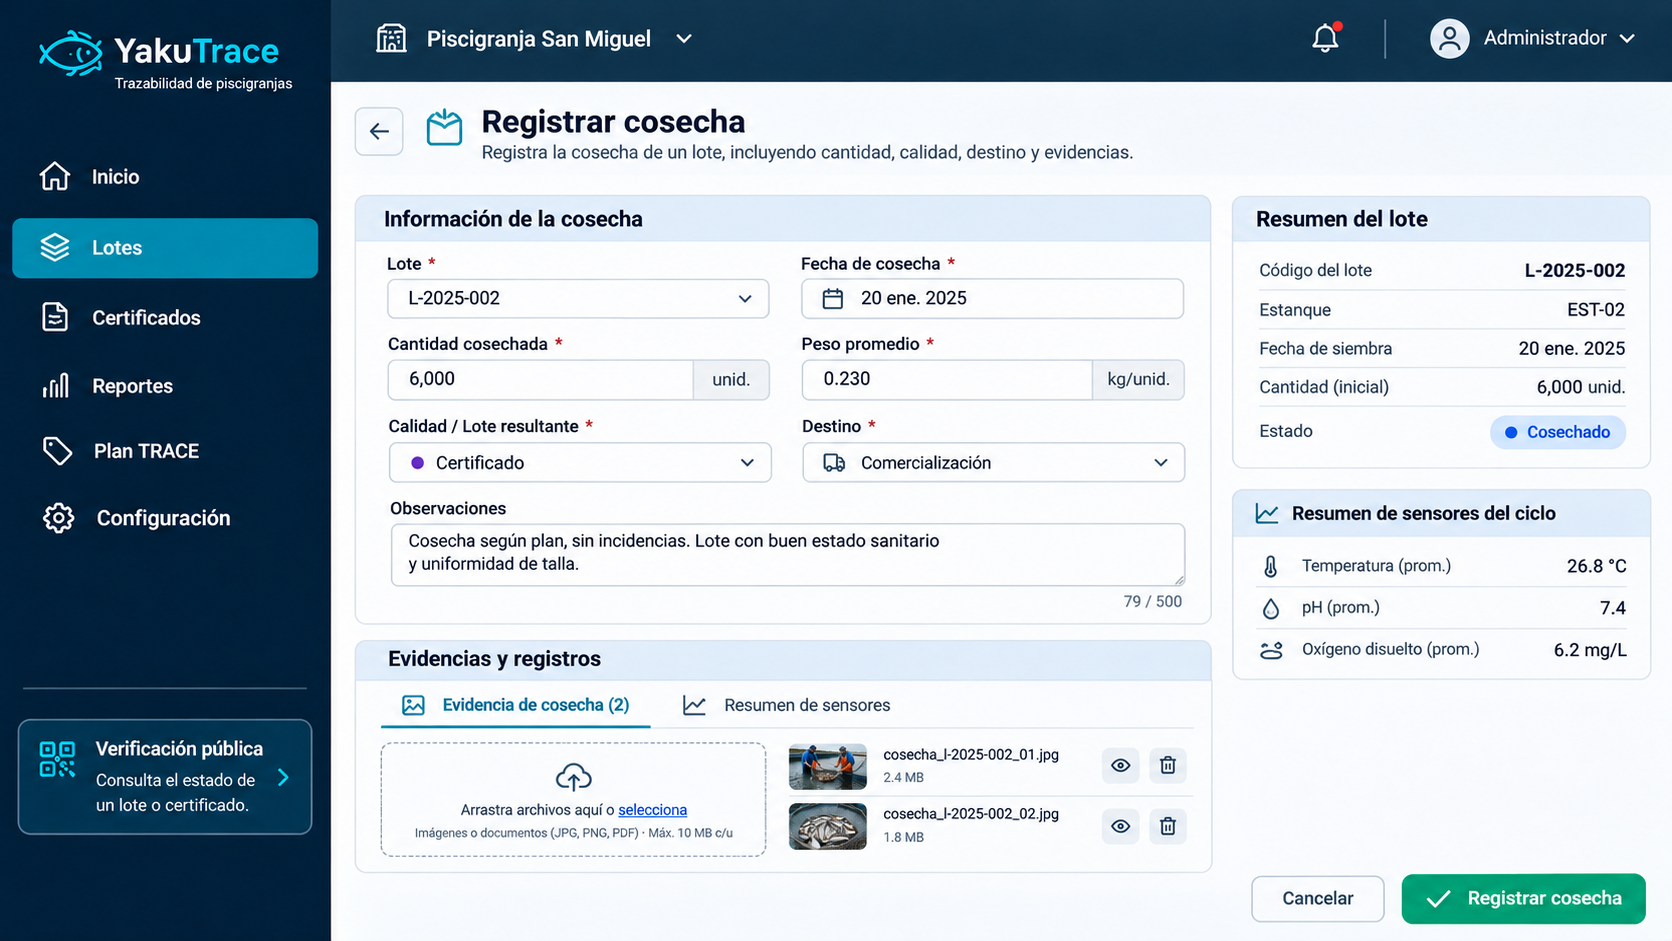 YakuTrace
Trazabilidad de piscigranjas
Inicio
Lotes
Certificados
Reportes
Plan TRACE
Configuración
Verificación pública
Consulta el estado de
un lote o certificado.
Piscigranja San Miguel
Administrador
Registrar cosecha
Registra la cosecha de un lote, incluyendo cantidad, calidad, destino y evidencias.
Información de la cosecha
Lote *
L-2025-002
Fecha de cosecha *
20 ene. 2025
Cantidad cosechada *
6,000 unid.
Peso promedio *
0.230 kg/unid.
Calidad / Lote resultante *
Certificado
Destino *
Comercialización
Observaciones
Cosecha según plan, sin incidencias. Lote con buen estado sanitario
y uniformidad de talla.
79 / 500
Evidencias y registros
Evidencia de cosecha (2)
Resumen de sensores
Arrastra archivos aquí o selecciona
Imágenes o documentos (JPG, PNG, PDF) · Máx. 10 MB c/u
cosecha_l-2025-002_01.jpg
2.4 MB
cosecha_l-2025-002_02.jpg
1.8 MB
Resumen del lote
Código del lote L-2025-002
Estanque EST-02
Fecha de siembra 20 ene. 2025
Cantidad (inicial) 6,000 unid.
Estado Cosechado
Resumen de sensores del ciclo
Temperatura (prom.) 26.8 °C
pH (prom.) 7.4
Oxígeno disuelto (prom.) 6.2 mg/L
Cancelar
Registrar cosecha